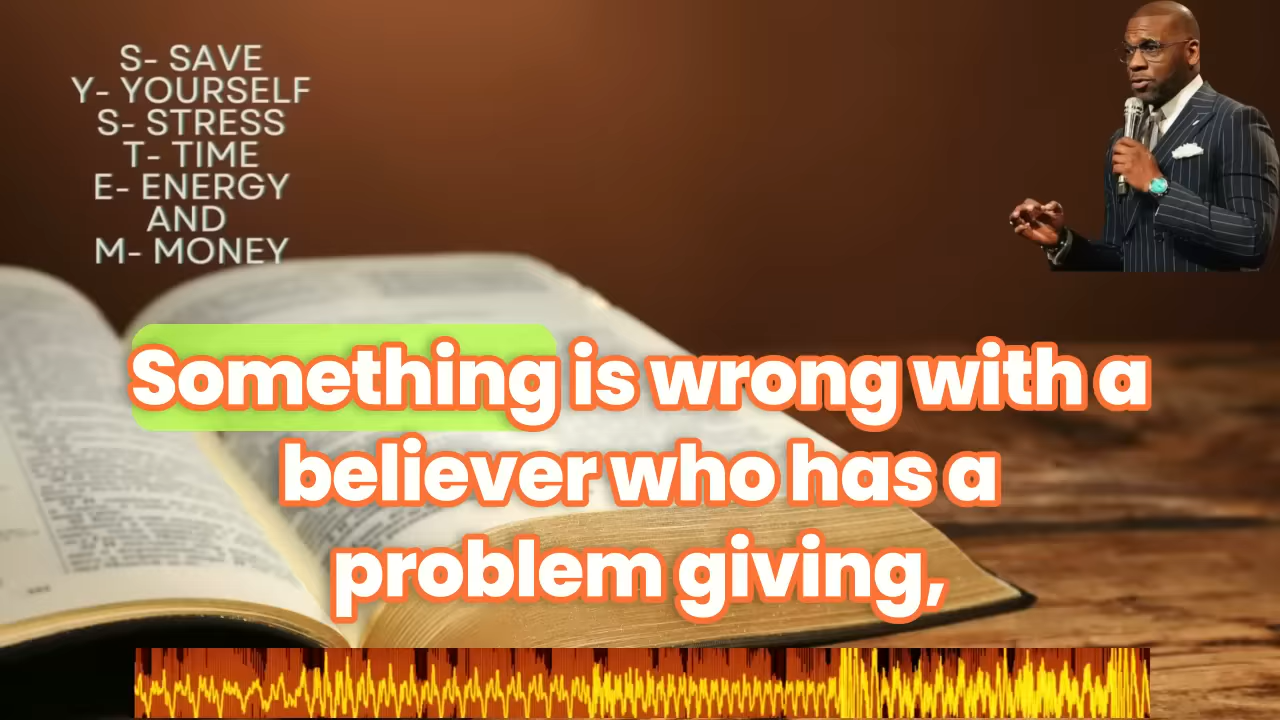 S- SAVE
Y- YOURSELF
S- STRESS
T- TIME
E- ENERGY
AND
M- MONEY
Something is wrong with a
believer who has a
problem giving,